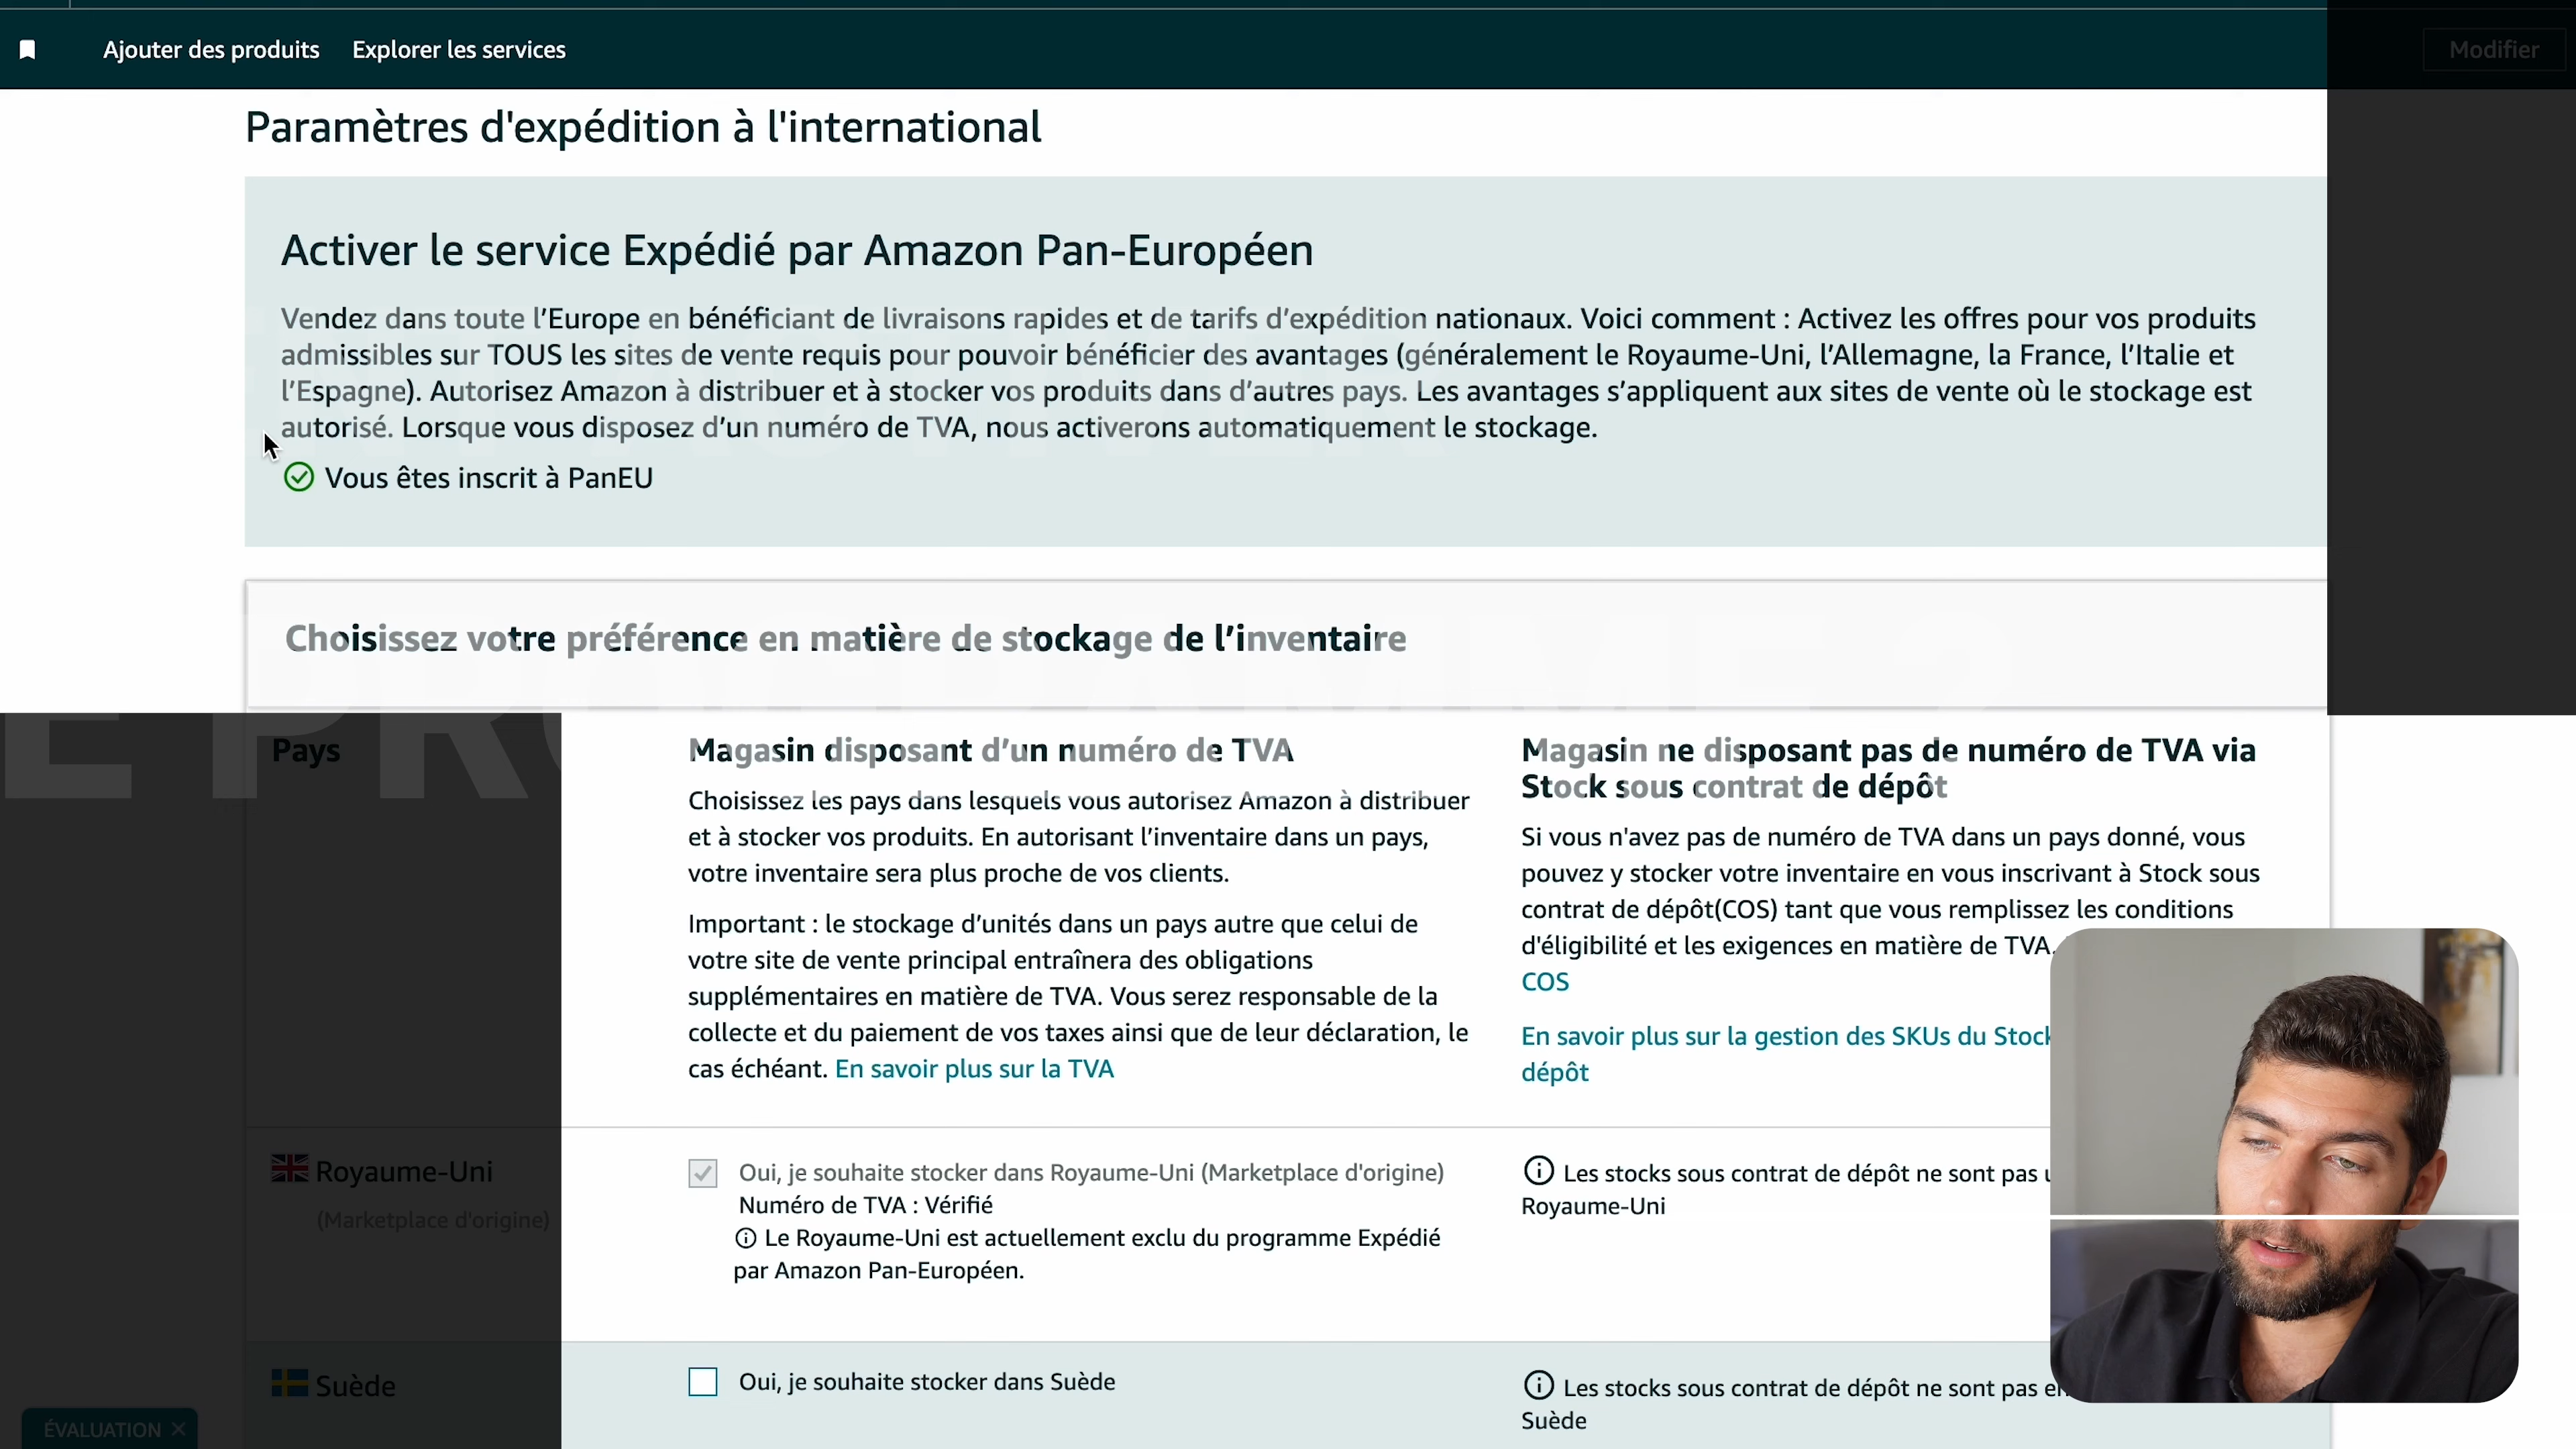 Ajouter des produits Explorer les services Modifier
Paramètres d'expédition à l'international
Activer le service Expédié par Amazon Pan-Européen
Vendez dans toute l'Europe en bénéficiant de livraisons rapides et de tarifs d'expédition nationaux. Voici comment : Activez les offres pour vos produits
admissibles sur TOUS les sites de vente requis pour pouvoir bénéficier des avantages (généralement le Royaume-Uni, l'Allemagne, la France, l'Italie et
l'Espagne). Autorisez Amazon à distribuer et à stocker vos produits dans d'autres pays. Les avantages s'appliquent aux sites de vente où le stockage est
autorisé. Lorsque vous disposez d'un numéro de TVA, nous activerons automatiquement le stockage.
Vous êtes inscrit à PanEU
Choisissez votre préférence en matière de stockage de l'inventaire
Pays
Magasin disposant d'un numéro de TVA
Choisissez les pays dans lesquels vous autorisez Amazon à distribuer
et à stocker vos produits. En autorisant l'inventaire dans un pays,
votre inventaire sera plus proche de vos clients.
Important : le stockage d'unités dans un pays autre que celui de
votre site de vente principal entraînera des obligations
supplémentaires en matière de TVA. Vous serez responsable de la
collecte et du paiement de vos taxes ainsi que de leur déclaration, le
cas échéant. En savoir plus sur la TVA
Magasin ne disposant pas de numéro de TVA via
Stock sous contrat de dépôt
Si vous n'avez pas de numéro de TVA dans un pays donné, vous
pouvez y stocker votre inventaire en vous inscrivant à Stock sous
contrat de dépôt(COS) tant que vous remplissez les conditions
d'éligibilité et les exigences en matière de TVA.
COS
En savoir plus sur la gestion des SKUs du Stock
dépôt
Royaume-Uni
(Marketplace d'origine)
Oui, je souhaite stocker dans Royaume-Uni (Marketplace d'origine)
Numéro de TVA : Vérifié
Le Royaume-Uni est actuellement exclu du programme Expédié
par Amazon Pan-Européen.
Les stocks sous contrat de dépôt ne sont pas
Royaume-Uni
Suède
Oui, je souhaite stocker dans Suède
Les stocks sous contrat de dépôt ne sont pas
Suède
ÉVALUATION